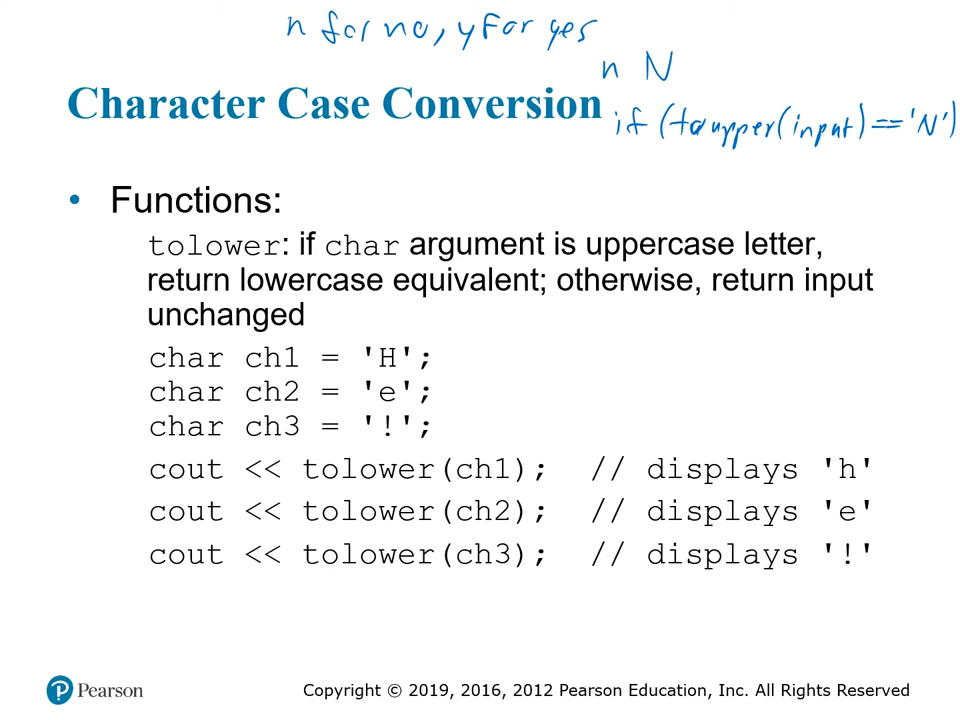 n for no, y for yes
n N
Character Case Conversion
if (toupper(input) == 'N')
• Functions:
tolower: if char argument is uppercase letter,
return lowercase equivalent; otherwise, return input
unchanged
char ch1 = 'H';
char ch2 = 'e';
char ch3 = '!';
cout << tolower(ch1); // displays 'h'
cout << tolower(ch2); // displays 'e'
cout << tolower(ch3); // displays '!'
P Pearson
Copyright © 2019, 2016, 2012 Pearson Education, Inc. All Rights Reserved